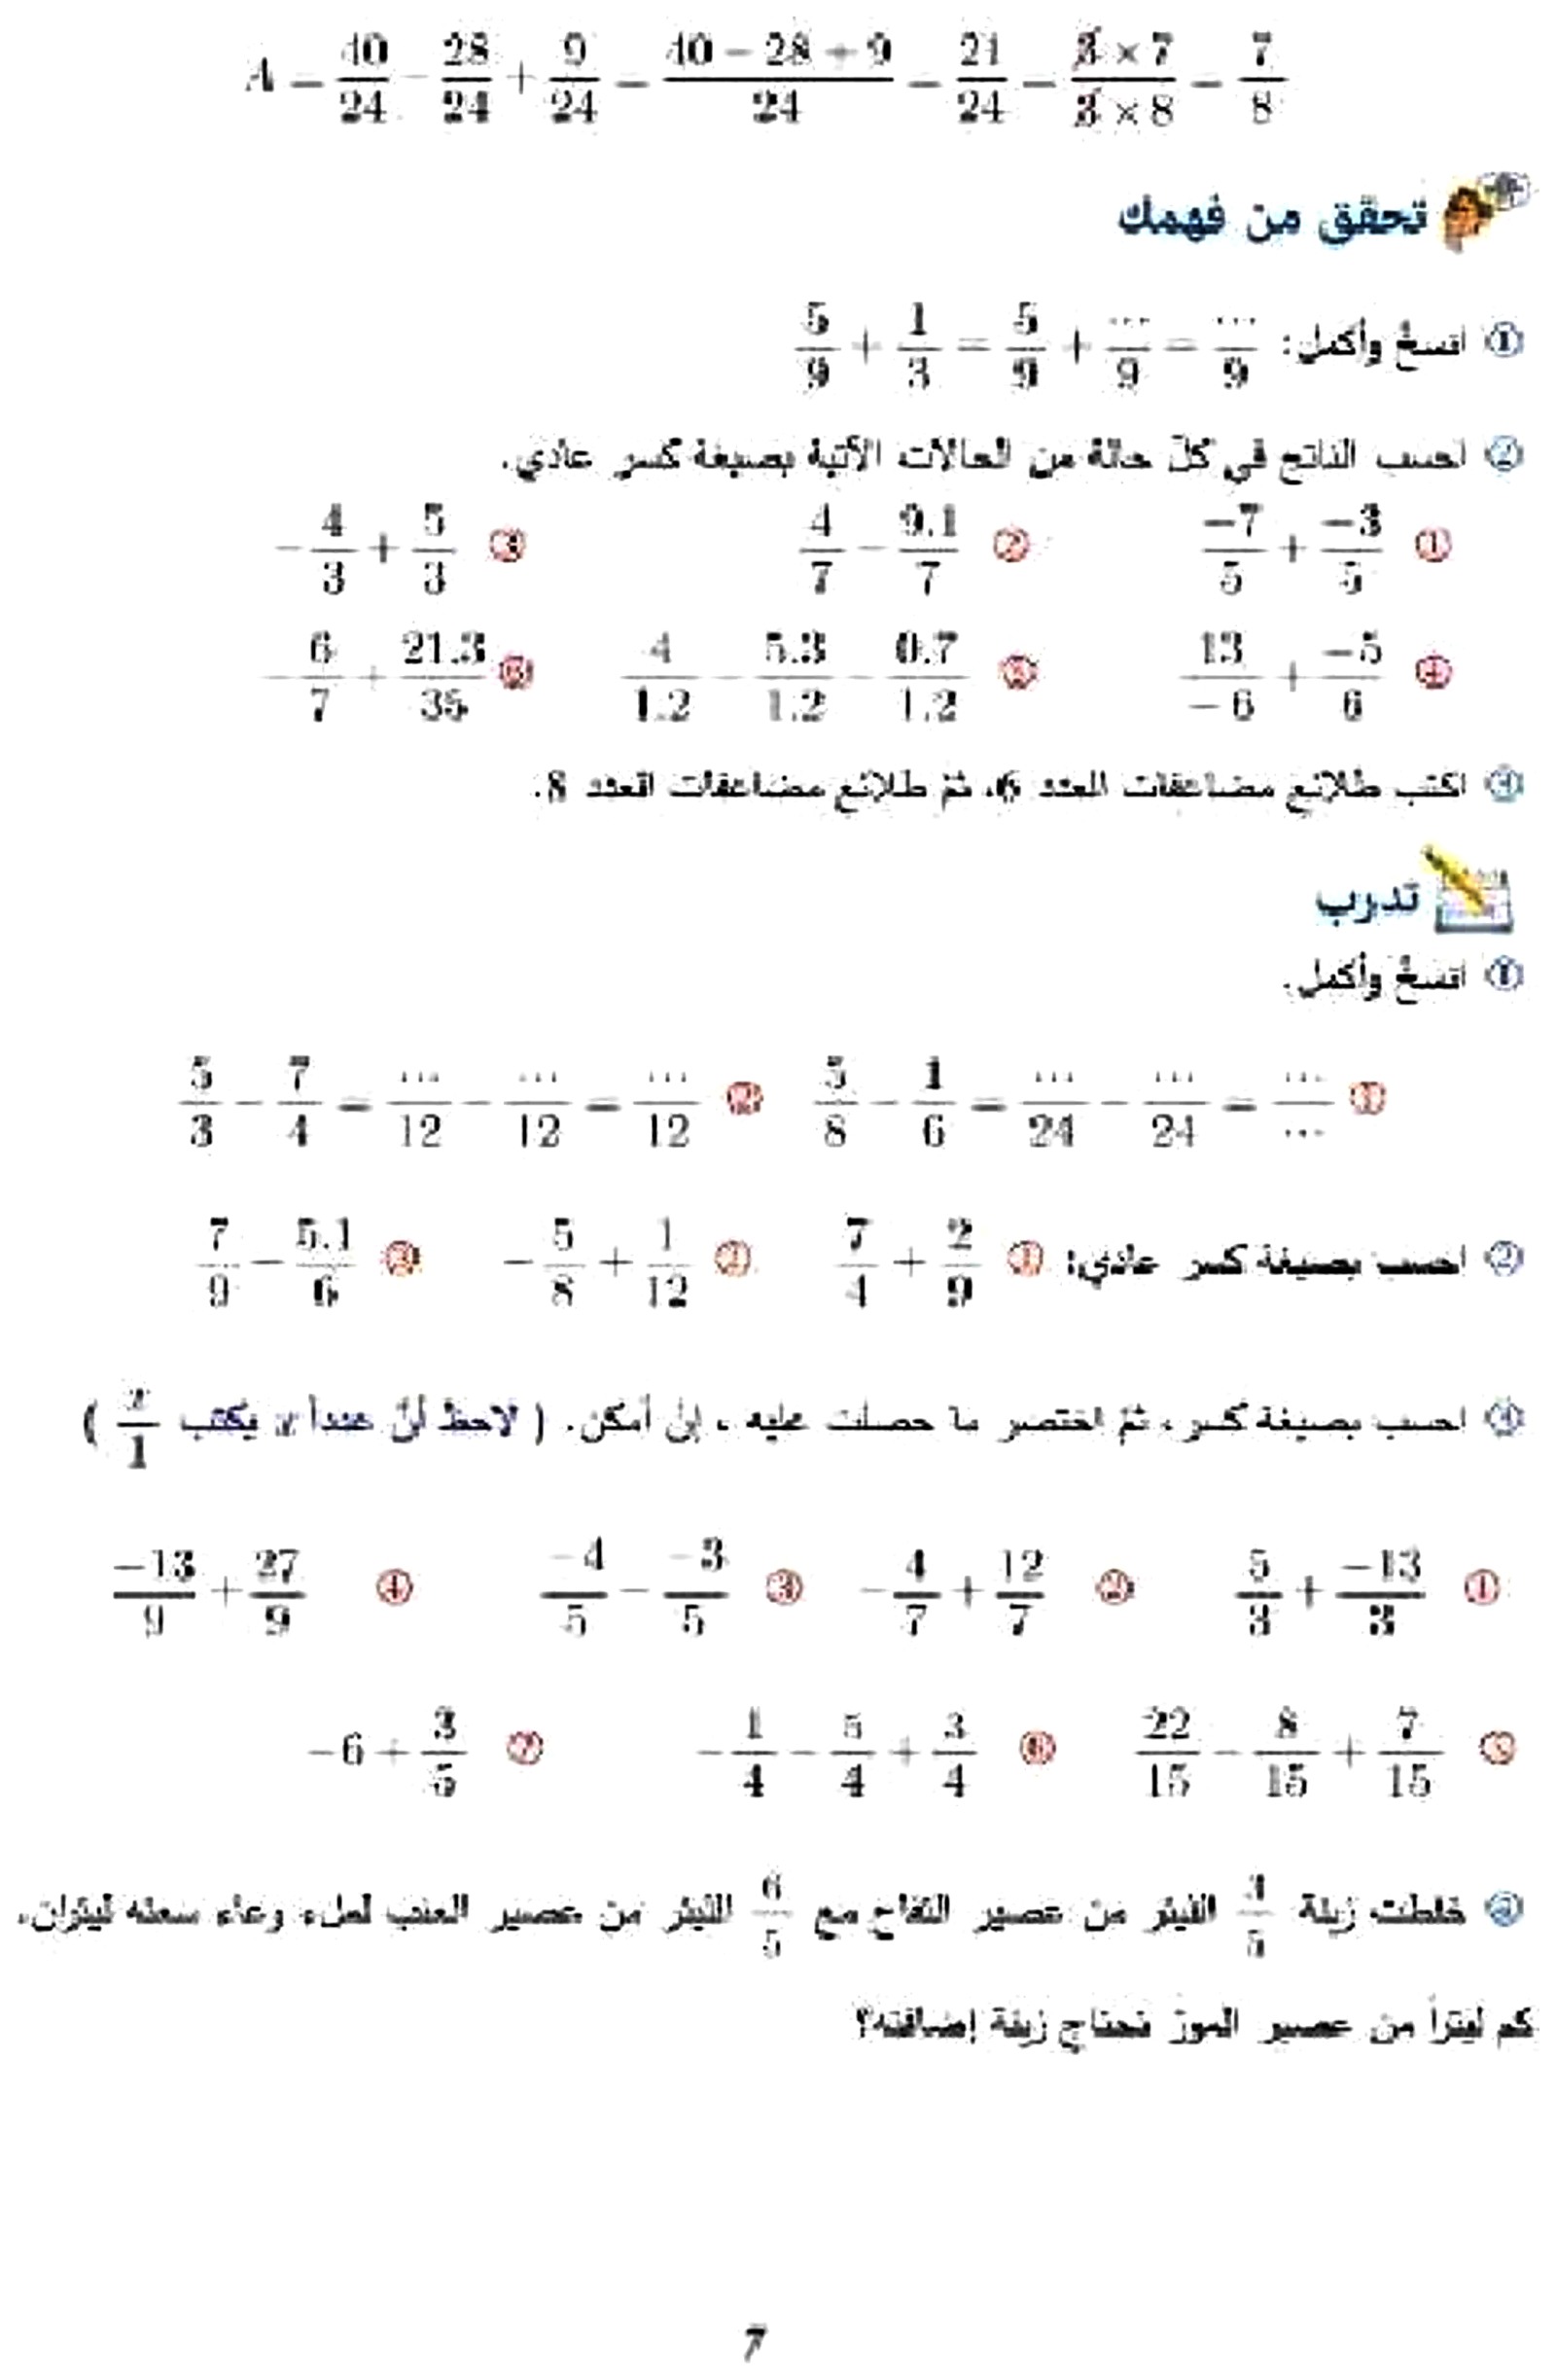 A = 40/24 - 28/24 + 9/24 = (40 - 28 + 9)/24 = 21/24 = (3 × 7)/(3 × 8) = 7/8
تحقق من فهمك
① انسخْ وأكمل: 5/9 + 1/3 = 5/9 + .../9 = .../9
② احسب الناتج في كلّ حالة من الحالات الآتية بصيغة كسر عادي.
① -7/5 + -3/5 ② 4/7 - 9.1/7 ③ -4/3 + 5/3
④ 13/-6 + -5/6 ⑤ 4/1.2 - 5.3/1.2 - 0.7/1.2 ⑥ -6/7 + 21.3/35
③ اكتب طلائع مضاعفات العدد 6، ثمّ طلائع مضاعفات العدد 8.
تدرب
① انسخْ وأكمل.
① 5/8 - 1/6 = .../24 - .../24 = .../... ② 5/3 - 7/4 = .../12 - .../12 = .../12
② احسب بصيغة كسر عادي: ① 7/4 + 2/9 ② -5/8 + 1/12 ③ 7/9 - 5.1/6
③ احسب بصيغة كسر، ثمّ اختصر ما حصلت عليه، إن أمكن. ( لاحظ أنّ عدداً x يكتب x/1 )
① 5/3 + -13/3 ② -4/7 + 12/7 ③ -4/5 - -3/5 ④ -13/9 + 27/9
⑤ 22/15 - 8/15 + 7/15 ⑥ -1/4 - 5/4 + 3/4 ⑦ -6 + 3/5
خلطت زينة /5 الليتر من عصير التفاح مع 6/5 الليتر من عصير العنب لملء وعاء سعته ليتران.
كم ليتراً من عصير الموز تحتاج زينة إضافته؟
7